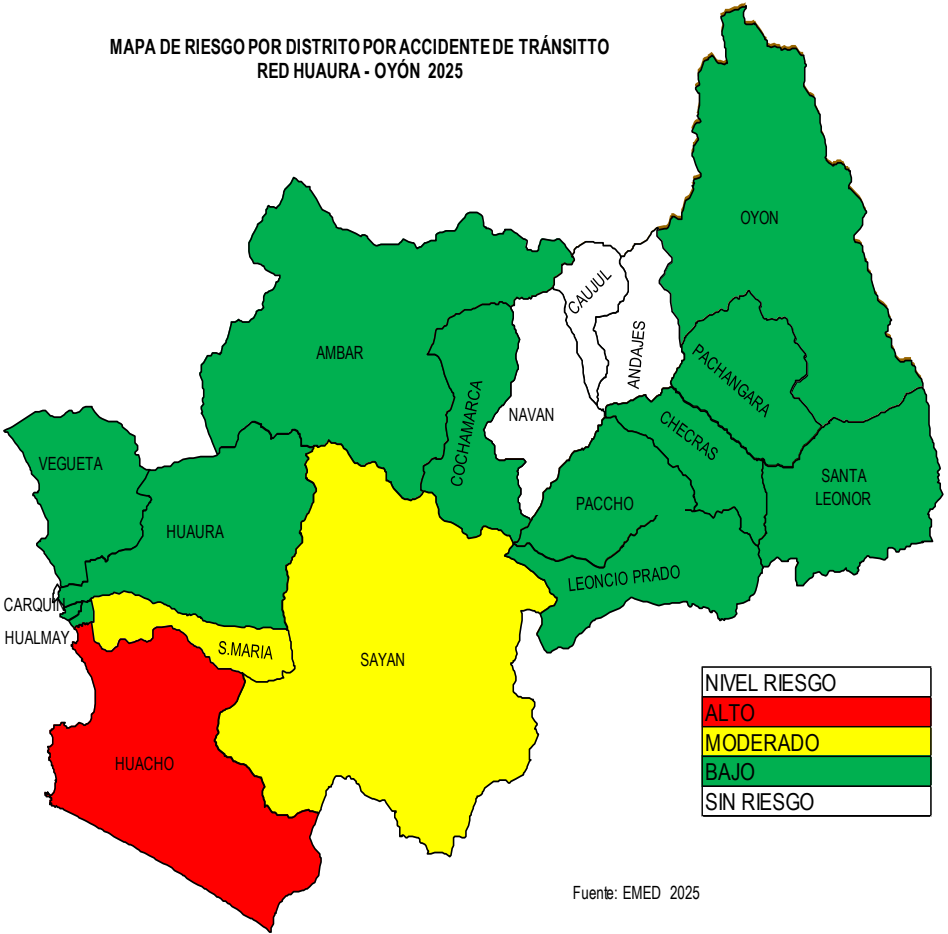 MAPA DE RIESGO POR DISTRITO POR ACCIDENTE DE TRÁNSITTO
RED HUAURA - OYÓN 2025
OYON
CAUJUL
ANDAJES
AMBAR
PACHANGARA
COCHAMARCA
NAVAN
CHECRAS
VEGUETA
SANTA
LEONOR
PACCHO
HUAURA
LEONCIO PRADO
CARQUIN
HUALMAY
S.MARIA
SAYAN
HUACHO
NIVEL RIESGO
ALTO
MODERADO
BAJO
SIN RIESGO
Fuente: EMED 2025